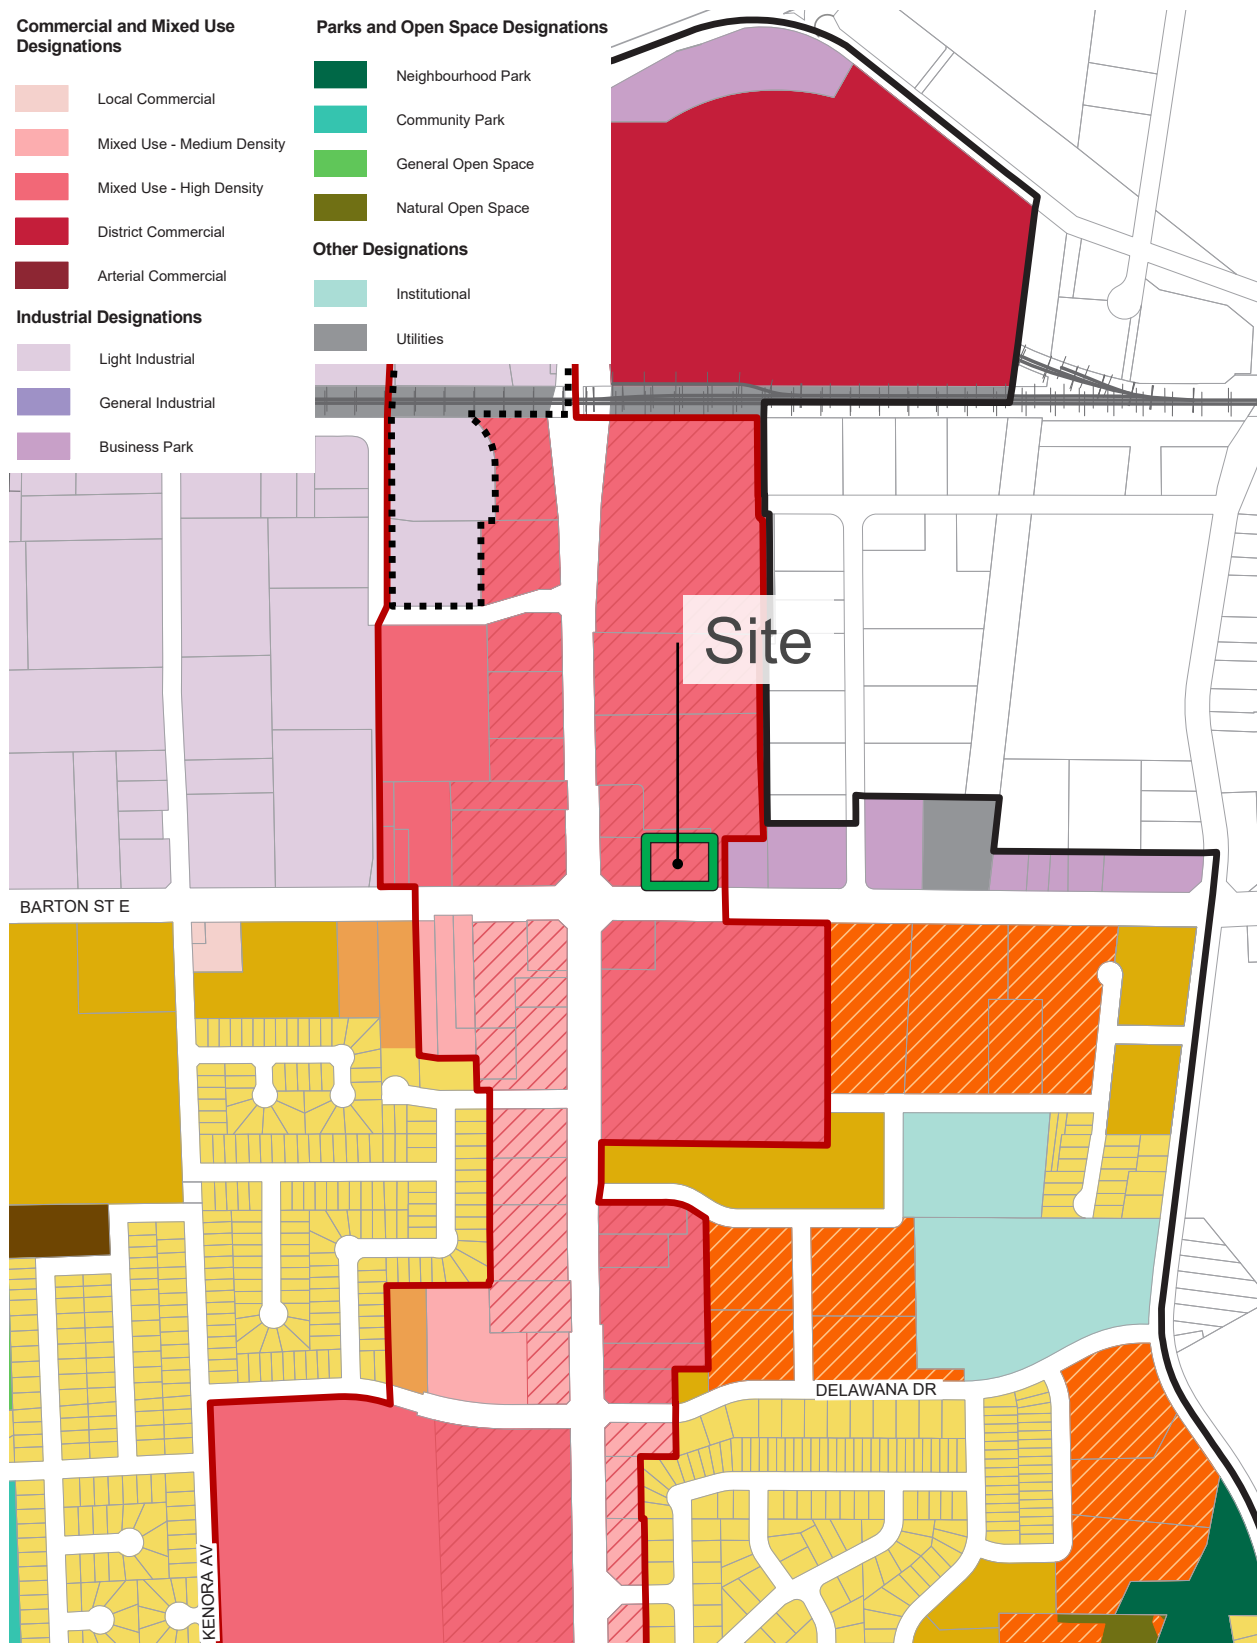 Commercial and Mixed Use
Designations
Local Commercial
Mixed Use - Medium Density
Mixed Use - High Density
District Commercial
Arterial Commercial
Industrial Designations
Light Industrial
General Industrial
Business Park
Parks and Open Space Designations
Neighbourhood Park
Community Park
General Open Space
Natural Open Space
Other Designations
Institutional
Utilities
Site
BARTON ST E
DELAWANA DR
KENORA AV